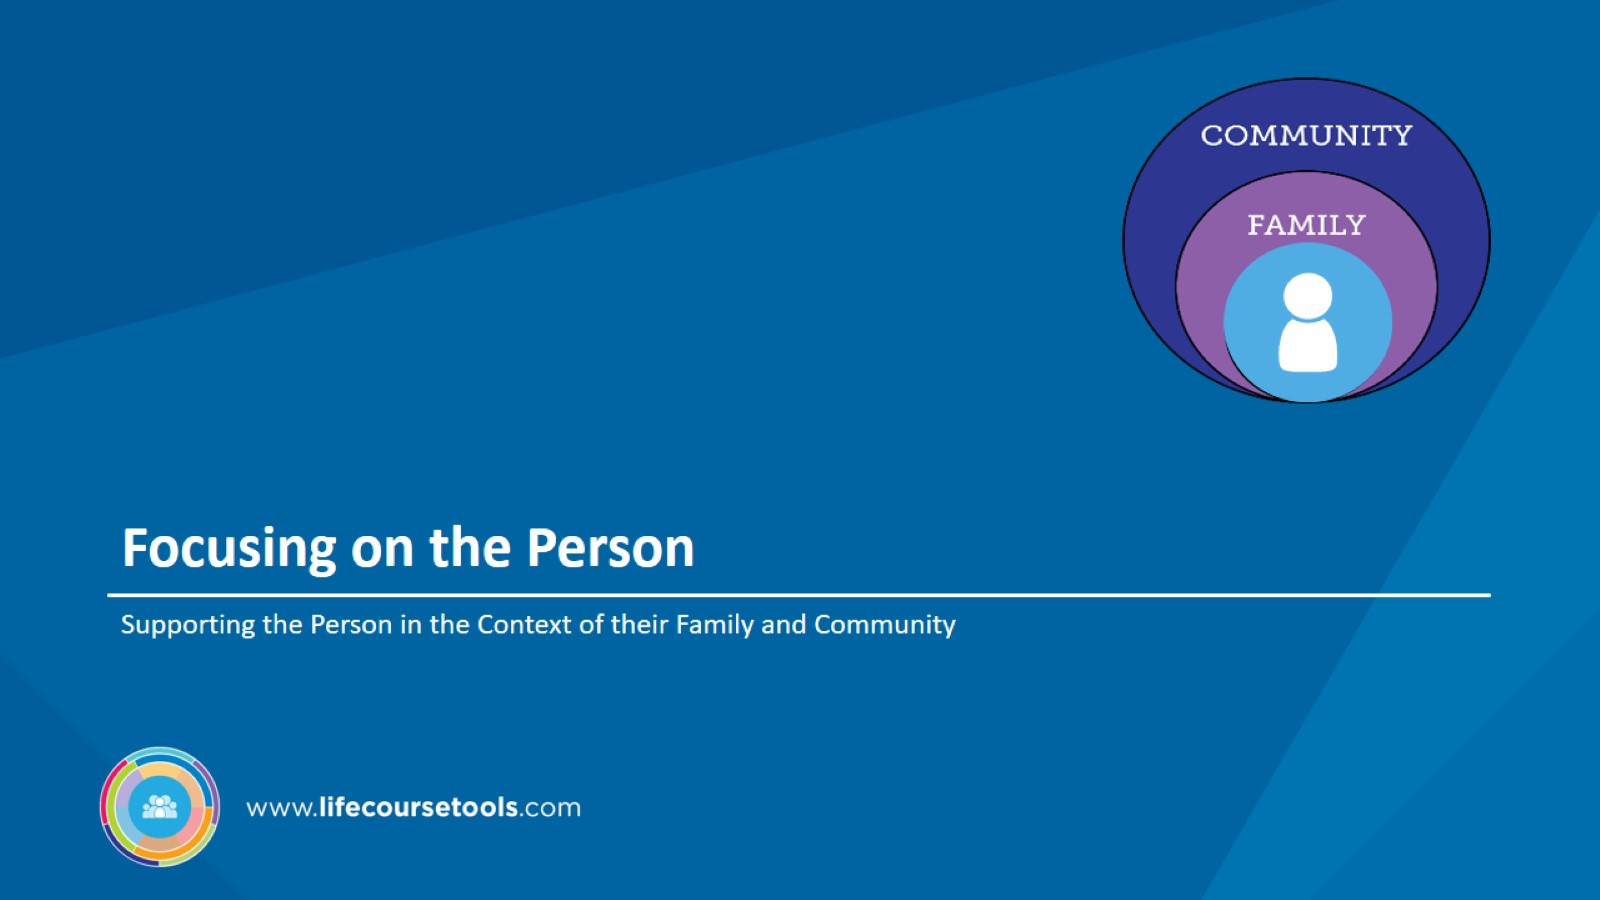 COMMUNITY
FAMILY
Focusing on the Person
Supporting the Person in the Context of their Family and Community
www.lifecoursetools.com